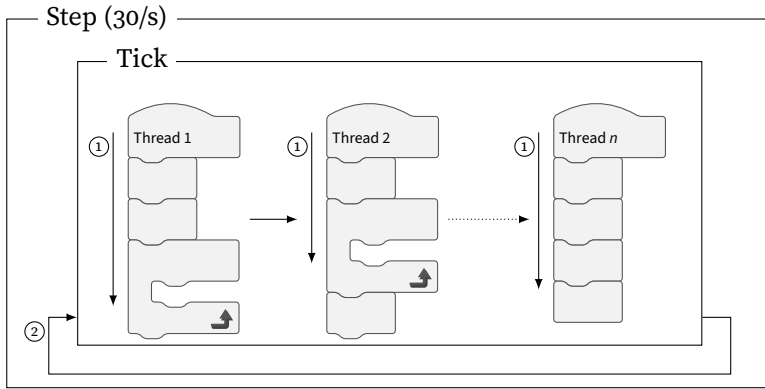 Step (30/s)
Tick
Thread 1
Thread 2
Thread n
1
1
1
2